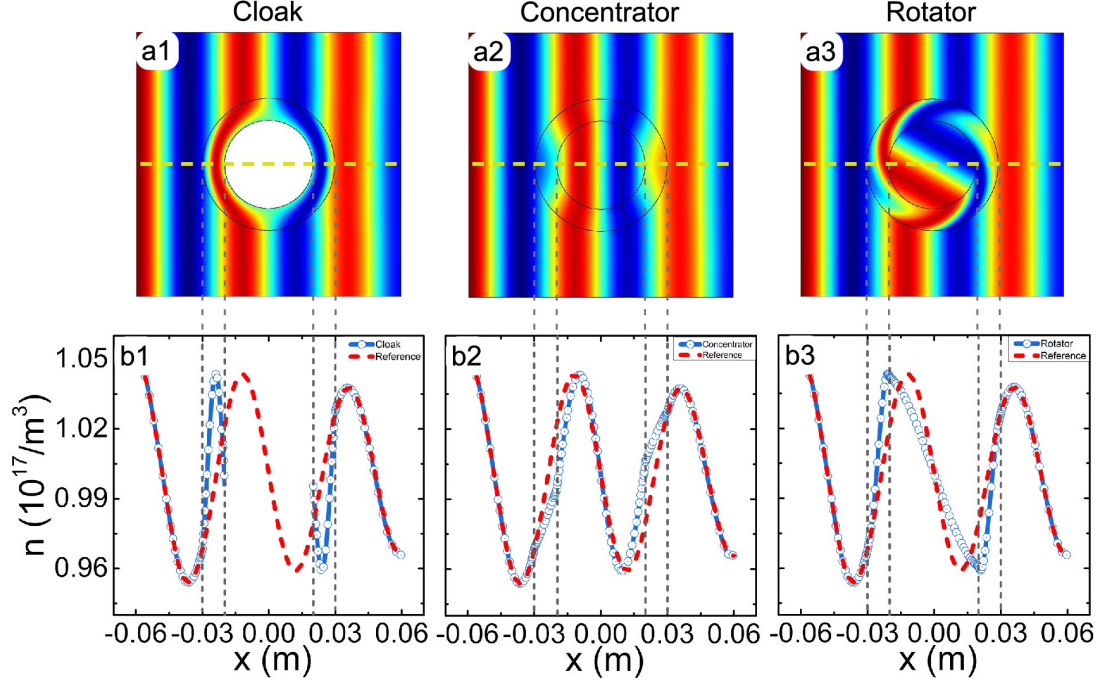 Cloak Concentrator Rotator
a1 a2 a3
b1 Cloak Reference
b2 Concentrator Reference
b3 Rotator Reference
n (10¹⁷/m³)
1.05
1.02
0.99
0.96
-0.06 -0.03 0.00 0.03 0.06 -0.06 -0.03 0.00 0.03 0.06 -0.06 -0.03 0.00 0.03 0.06
x (m) x (m) x (m)